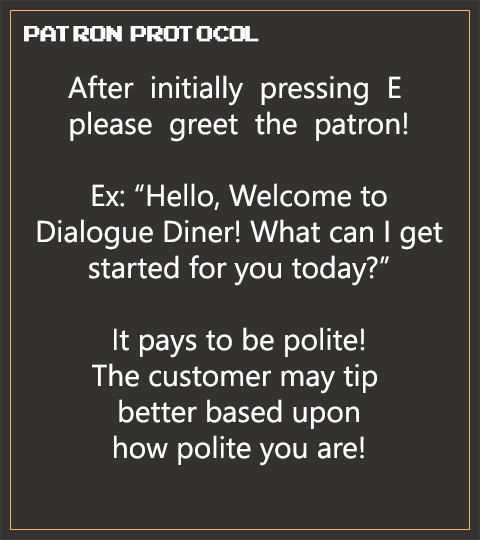 PATRON PROTOCOL
After initially pressing E
please greet the patron!
Ex: “Hello, Welcome to
Dialogue Diner! What can I get
started for you today?”
It pays to be polite!
The customer may tip
better based upon
how polite you are!